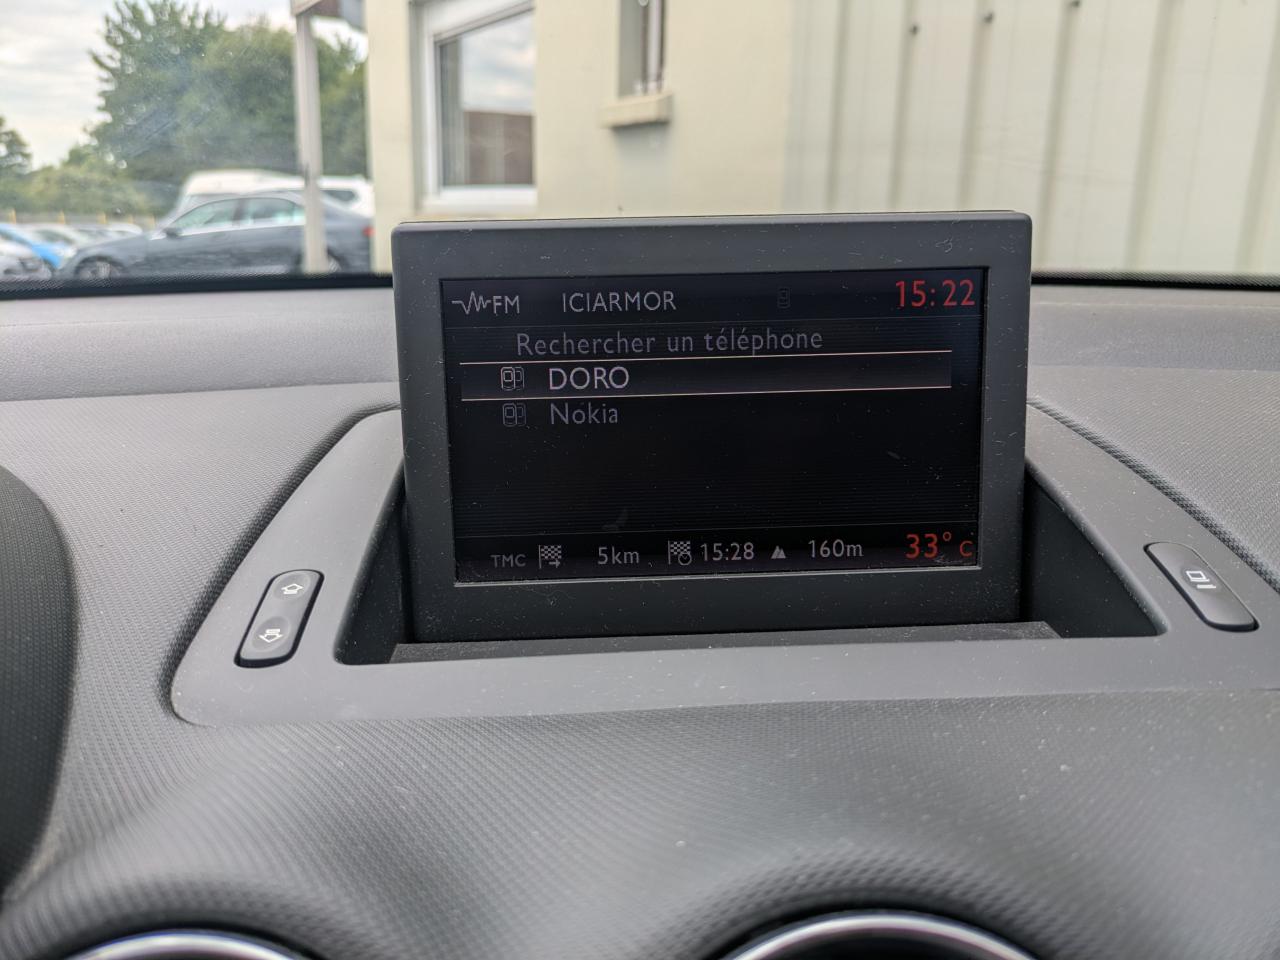 FM ICIARMOR 15:22
Rechercher un téléphone
DORO
Nokia
TMC 5km 15:28 160m 33° C